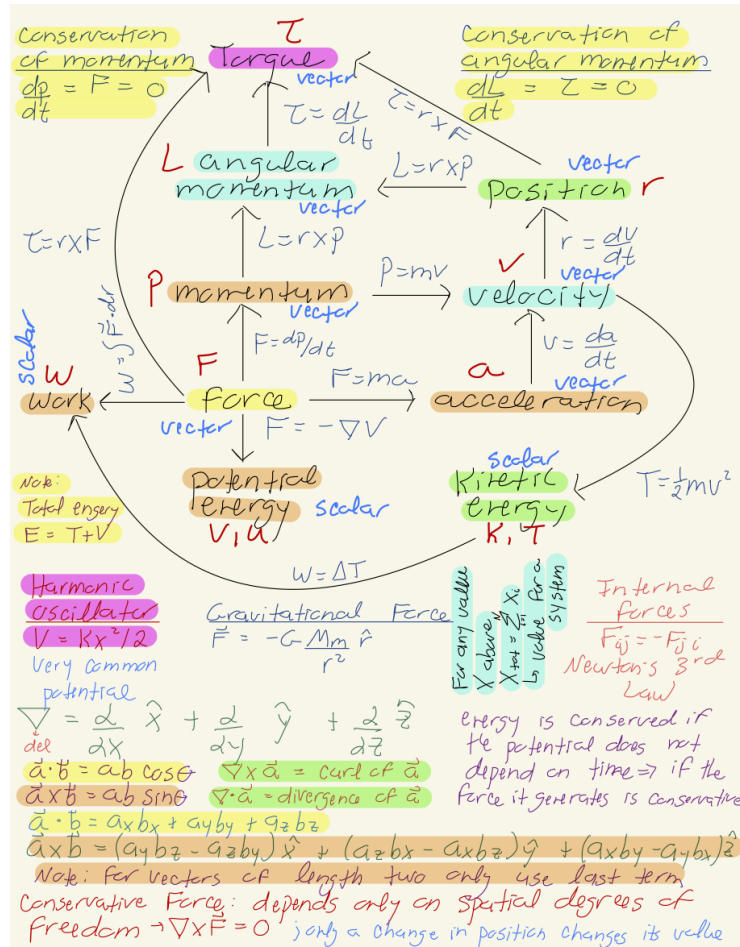 Conservation
of momentum
dp/dt = F = 0
τ
Torque
vector
Conservation of
angular momentum
dL/dt = τ = 0
τ = dL/dt
τ=r×F
L angular
momentum
vector
L=r×P
vector
position r
τ=r×F
L=r×P
r = dv/dt
P momentum
vector
P=mv
v
vector
velocity
W=∫F⃗·dr
F=dp/dt
v = da/dt
scalar
W
work
F
force
vector
F=ma
a
vector
acceleration
F = -∇V
potential
energy
scalar
V, U
scalar
kinetic
energy
K, T
T=½mv²
Note:
Total engery
E = T+V
W=ΔT
Harmonic
oscillator
V = Kx²/2
very common
potential
Gravitational Force
F⃗ = -G Mm/r² r̂
For any value
X above
X_tot = Σ_{i=1}^{N} X_i
↳ value for a
system
Internal
forces
F_ij = -F_ji
Newton's 3rd
Law
∇ = d/dx x̂ + d/dy ŷ + d/dz ẑ
del
energy is conserved if
the potential does not
depend on time ⇒ if the
force it generates is conservative
a⃗·b⃗ = ab cosθ
∇×a⃗ = curl of a⃗
a⃗×b⃗ = ab sinθ
∇·a⃗ = divergence of a⃗
a⃗·b⃗ = axbx + ayby + azbz
a⃗×b⃗ = (aybz - azby) x̂ + (azbx - axbz) ŷ + (axby - aybx) ẑ
Note: for vectors of length two only use last term
Conservative Force: depends only on spatial degrees of
freedom → ∇×F⃗ = 0 ; only a change in position changes its value